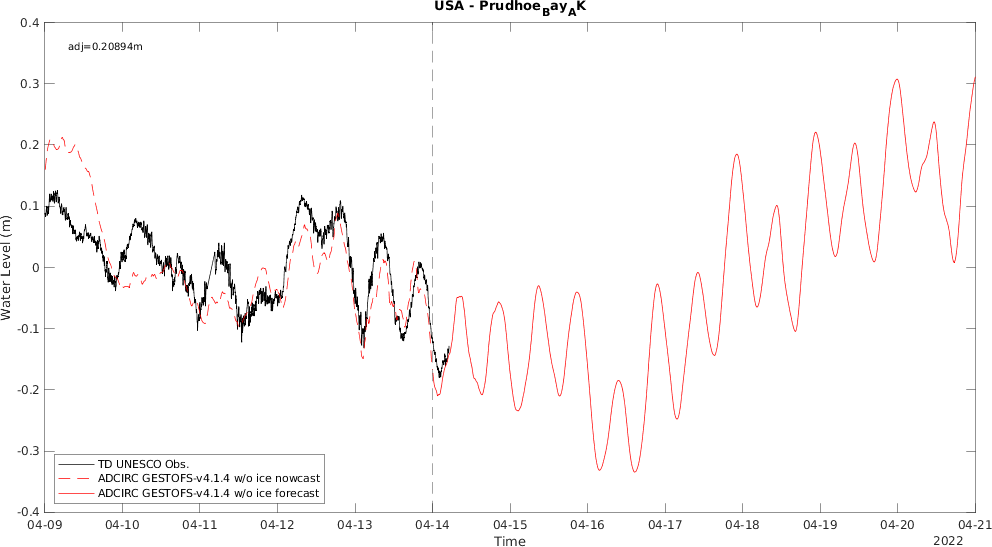 USA - Prudhoe_Bay_AK
adj=0.20894m
0.4
0.3
0.2
0.1
0
-0.1
-0.2
-0.3
-0.4
Water Level (m)
TD UNESCO Obs.
ADCIRC GESTOFS-v4.1.4 w/o ice nowcast
ADCIRC GESTOFS-v4.1.4 w/o ice forecast
04-09 04-10 04-11 04-12 04-13 04-14 04-15 04-16 04-17 04-18 04-19 04-20 04-21
Time
2022